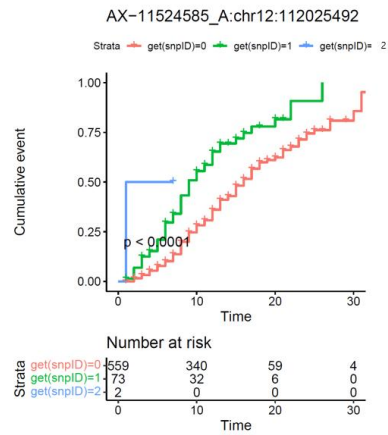 AX-11524585_A:chr12:112025492
Strata get(snpID)=0 get(snpID)=1 get(snpID)= 2
Cumulative event
1.00
0.75
0.50
0.25
0.00
p < 0.0001
0 10 20 30
Time
Number at risk
Strata
get(snpID)=0 559 340 59 4
get(snpID)=1 73 32 6 0
get(snpID)=2 2 0 0 0
0 10 20 30
Time